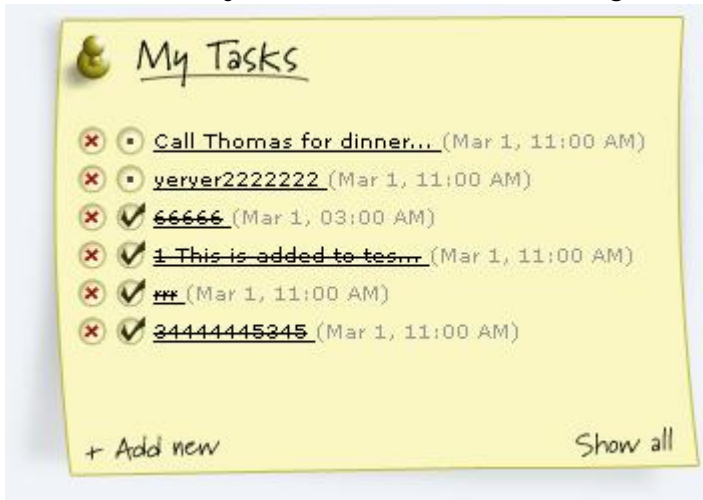 My Tasks
Call Thomas for dinner... (Mar 1, 11:00 AM)
yeryer2222222 (Mar 1, 11:00 AM)
66666 (Mar 1, 03:00 AM)
1 This is added to tes... (Mar 1, 11:00 AM)
rrr (Mar 1, 11:00 AM)
34444445345 (Mar 1, 11:00 AM)
+ Add new
Show all